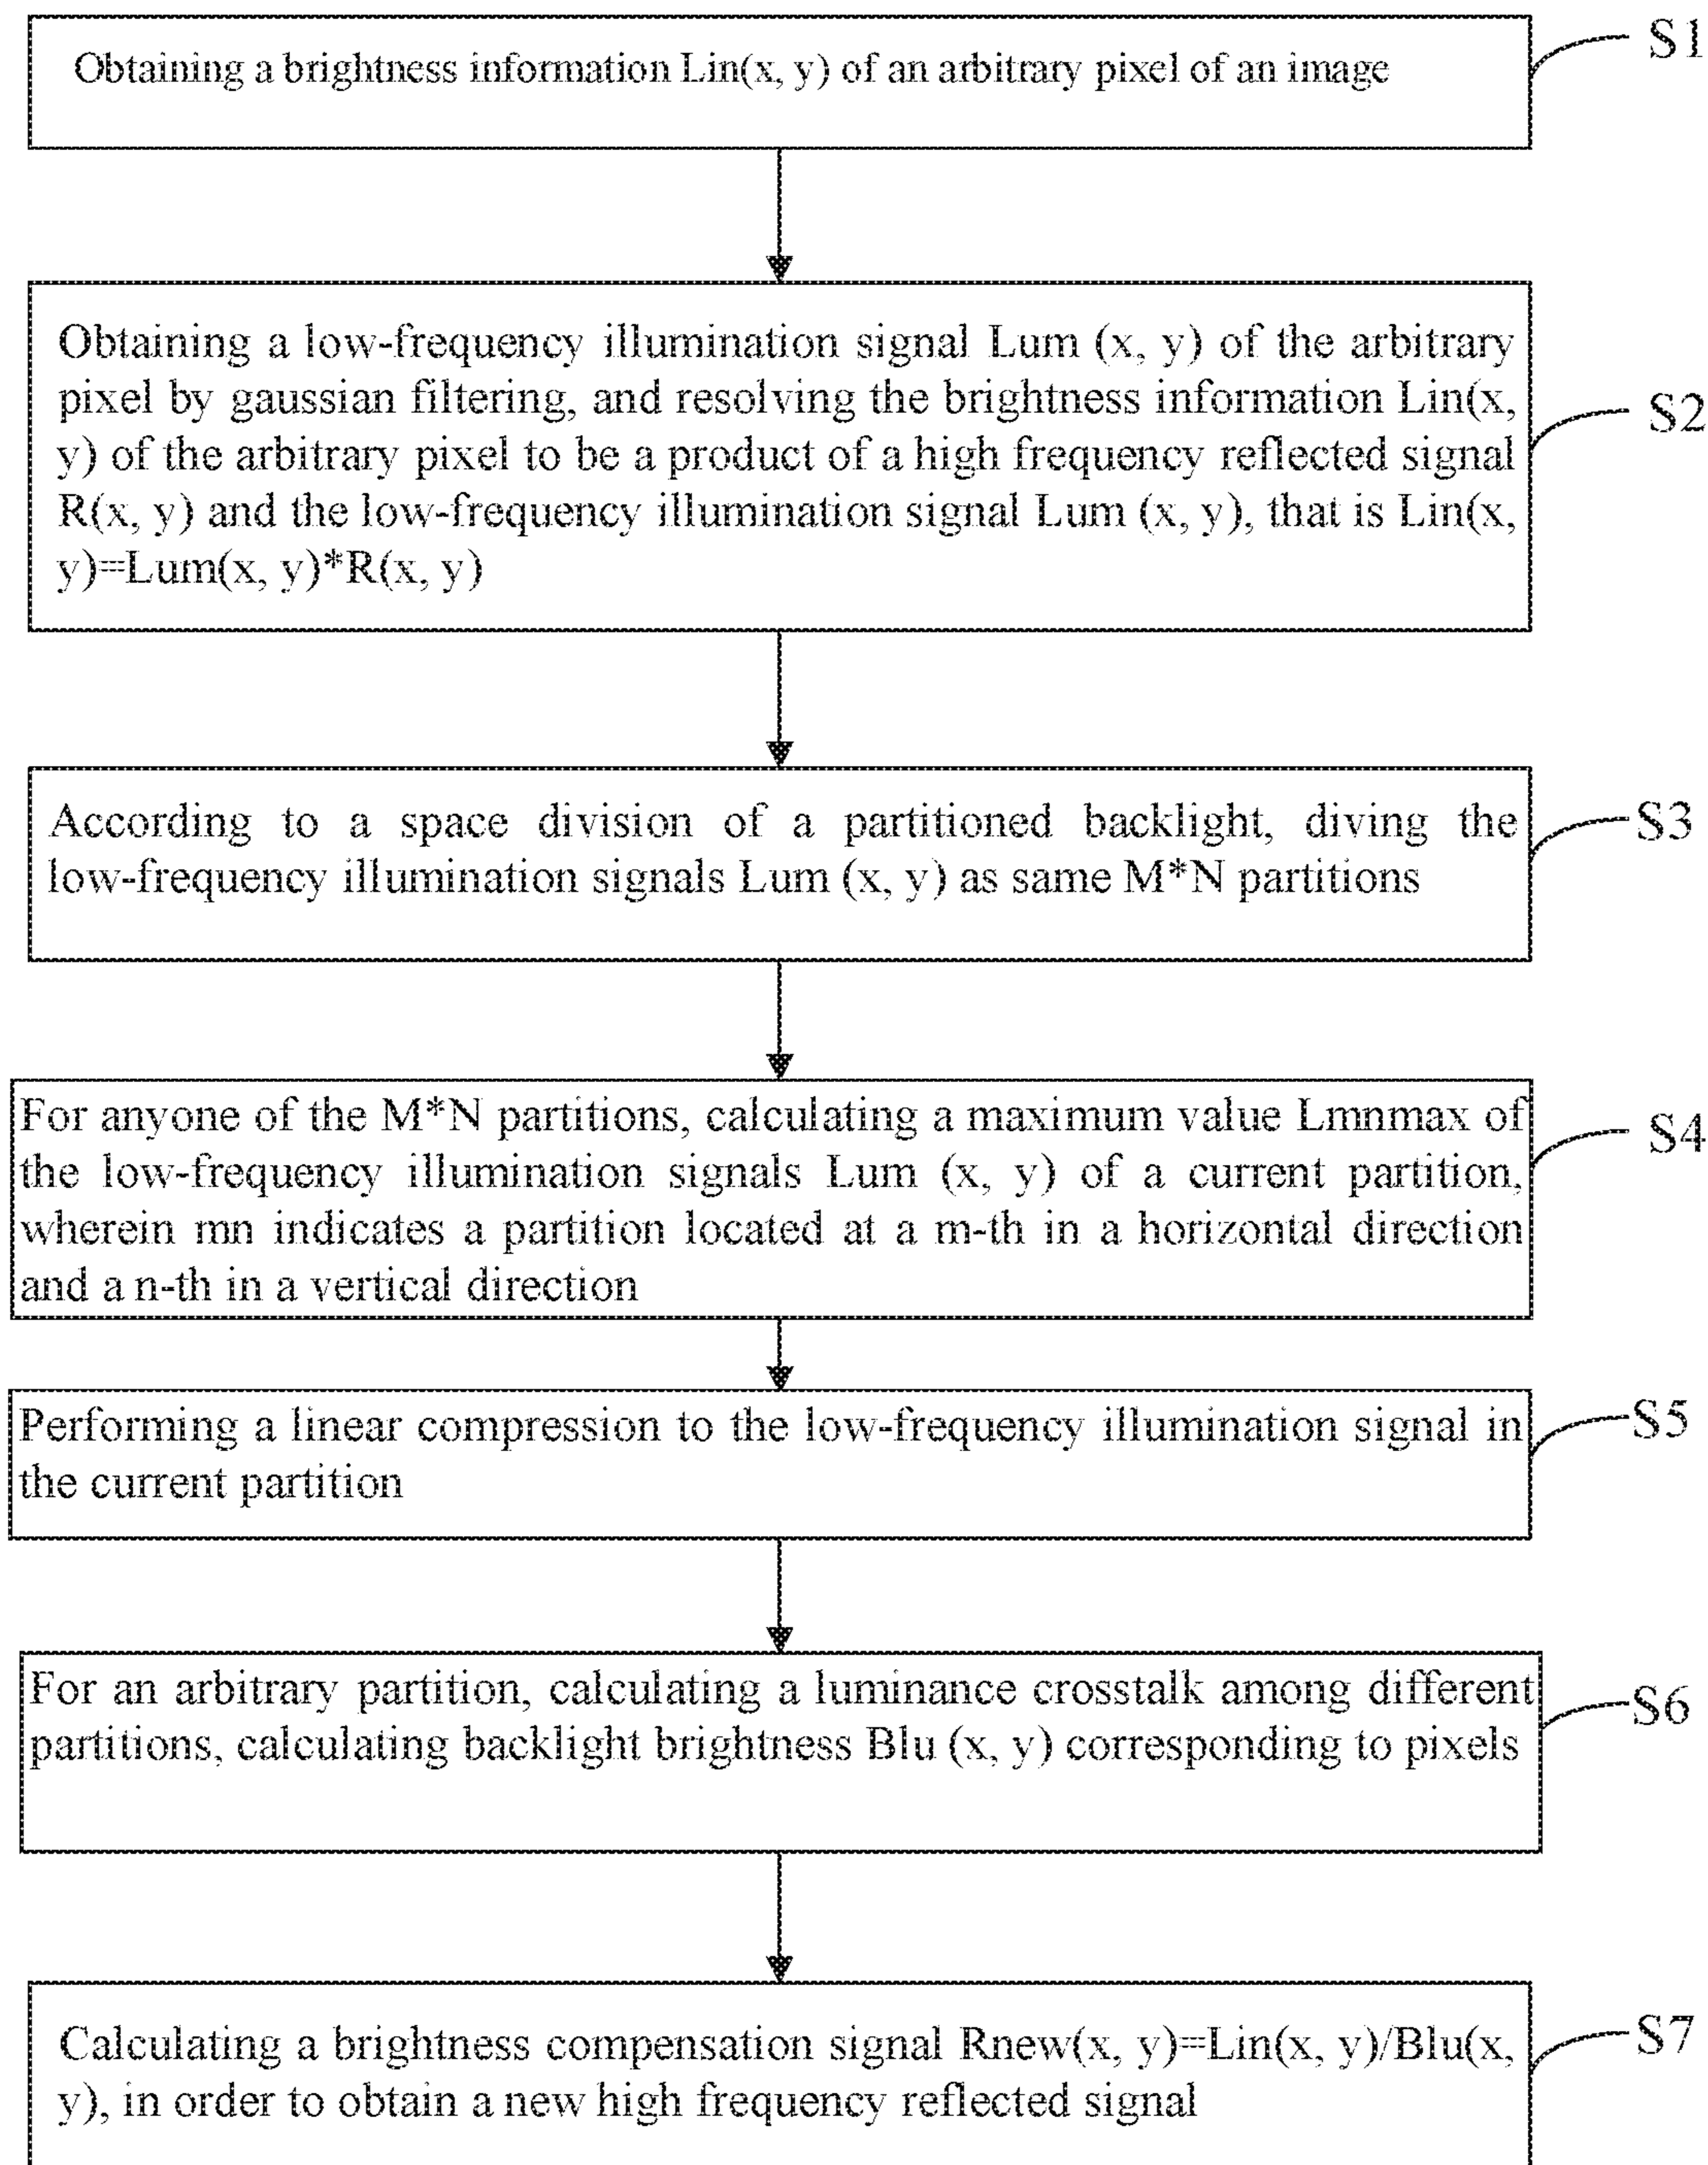 Obtaining a brightness information Lin(x, y) of an arbitrary pixel of an image
S1
Obtaining a low-frequency illumination signal Lum (x, y) of the arbitrary
pixel by gaussian filtering, and resolving the brightness information Lin(x,
y) of the arbitrary pixel to be a product of a high frequency reflected signal
R(x, y) and the low-frequency illumination signal Lum (x, y), that is Lin(x,
y)=Lum(x, y)*R(x, y)
S2
According to a space division of a partitioned backlight, diving the
low-frequency illumination signals Lum (x, y) as same M*N partitions
S3
For anyone of the M*N partitions, calculating a maximum value Lmnmax of
the low-frequency illumination signals Lum (x, y) of a current partition,
wherein mn indicates a partition located at a m-th in a horizontal direction
and a n-th in a vertical direction
S4
Performing a linear compression to the low-frequency illumination signal in
the current partition
S5
For an arbitrary partition, calculating a luminance crosstalk among different
partitions, calculating backlight brightness Blu (x, y) corresponding to pixels
S6
Calculating a brightness compensation signal Rnew(x, y)=Lin(x, y)/Blu(x,
y), in order to obtain a new high frequency reflected signal
S7